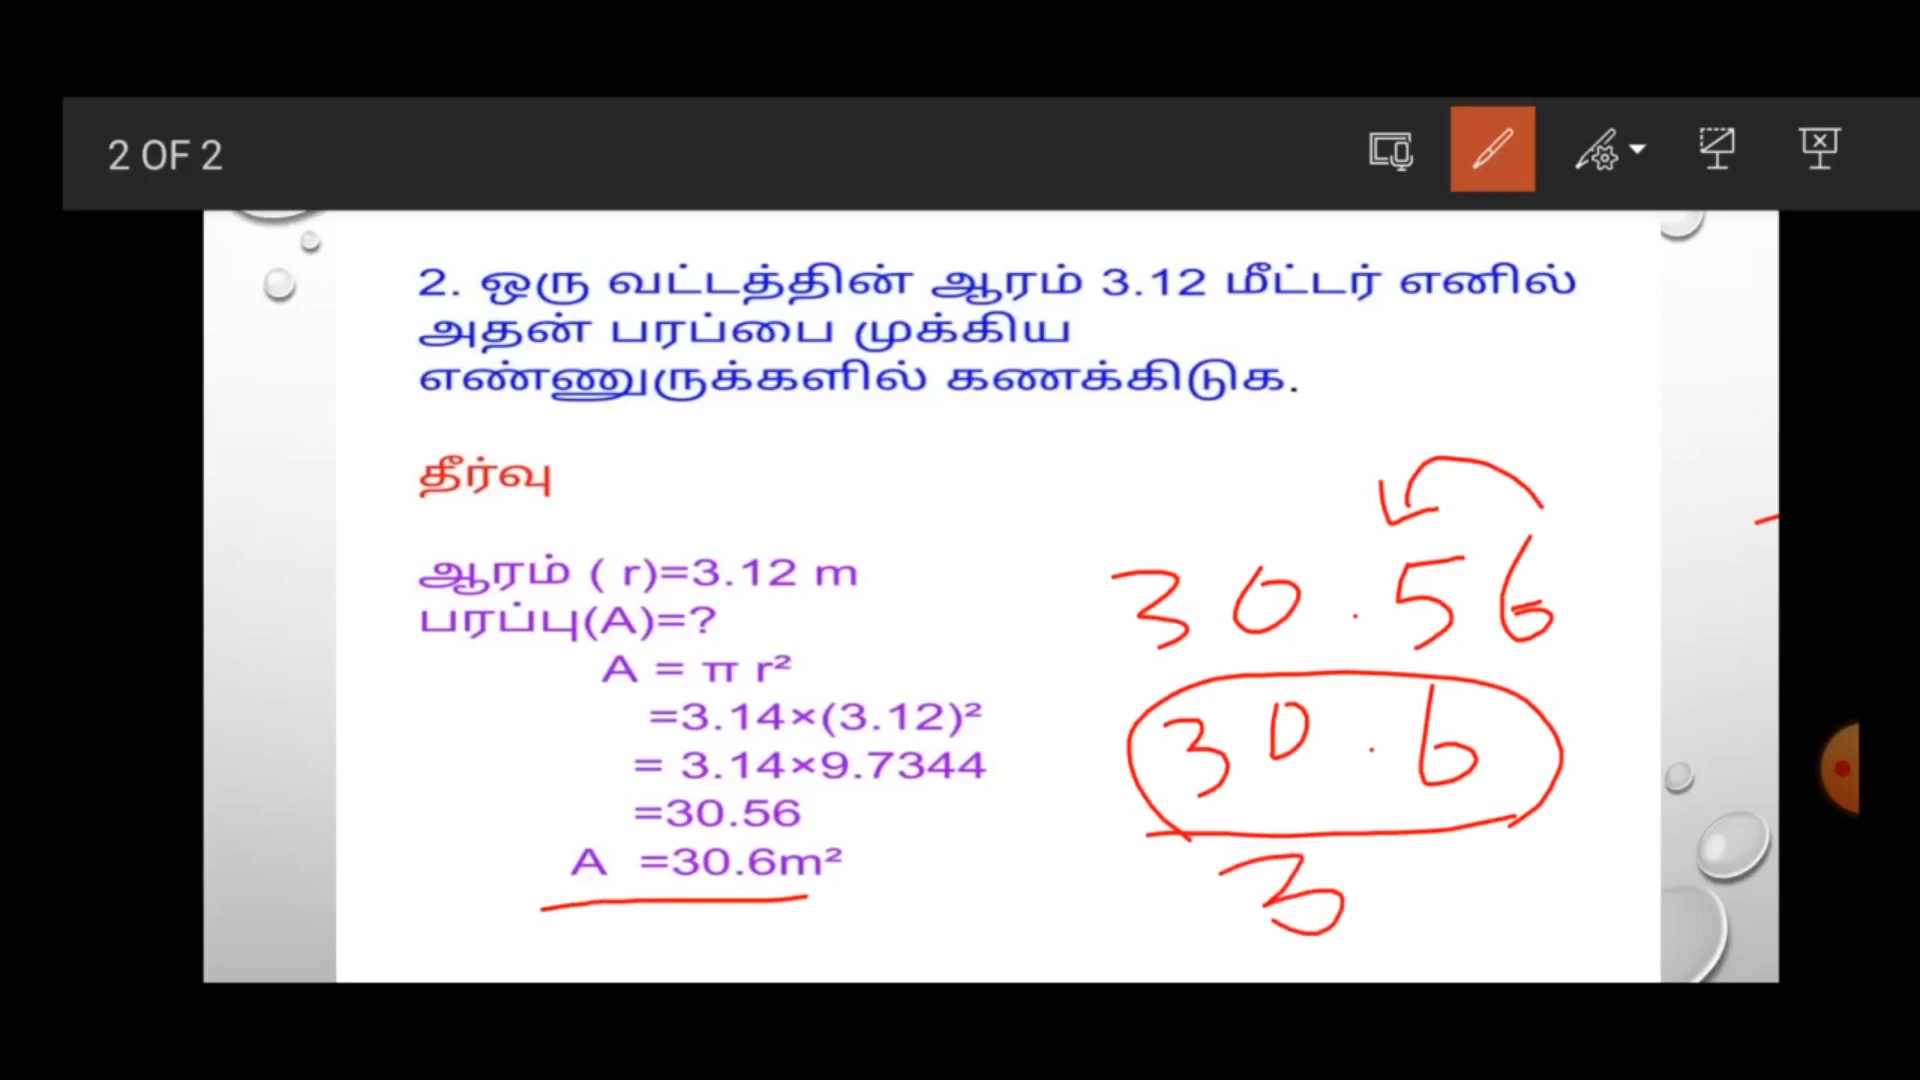 2 OF 2
2. ஒரு வட்டத்தின் ஆரம் 3.12 மீட்டர் எனில்
அதன் பரப்பை முக்கிய
எண்ணுருக்களில் கணக்கிடுக.
தீர்வு
ஆரம் ( r)=3.12 m
பரப்பு(A)=?
A = π r²
=3.14×(3.12)²
= 3.14×9.7344
=30.56
A =30.6m²
30.56
30.6
3